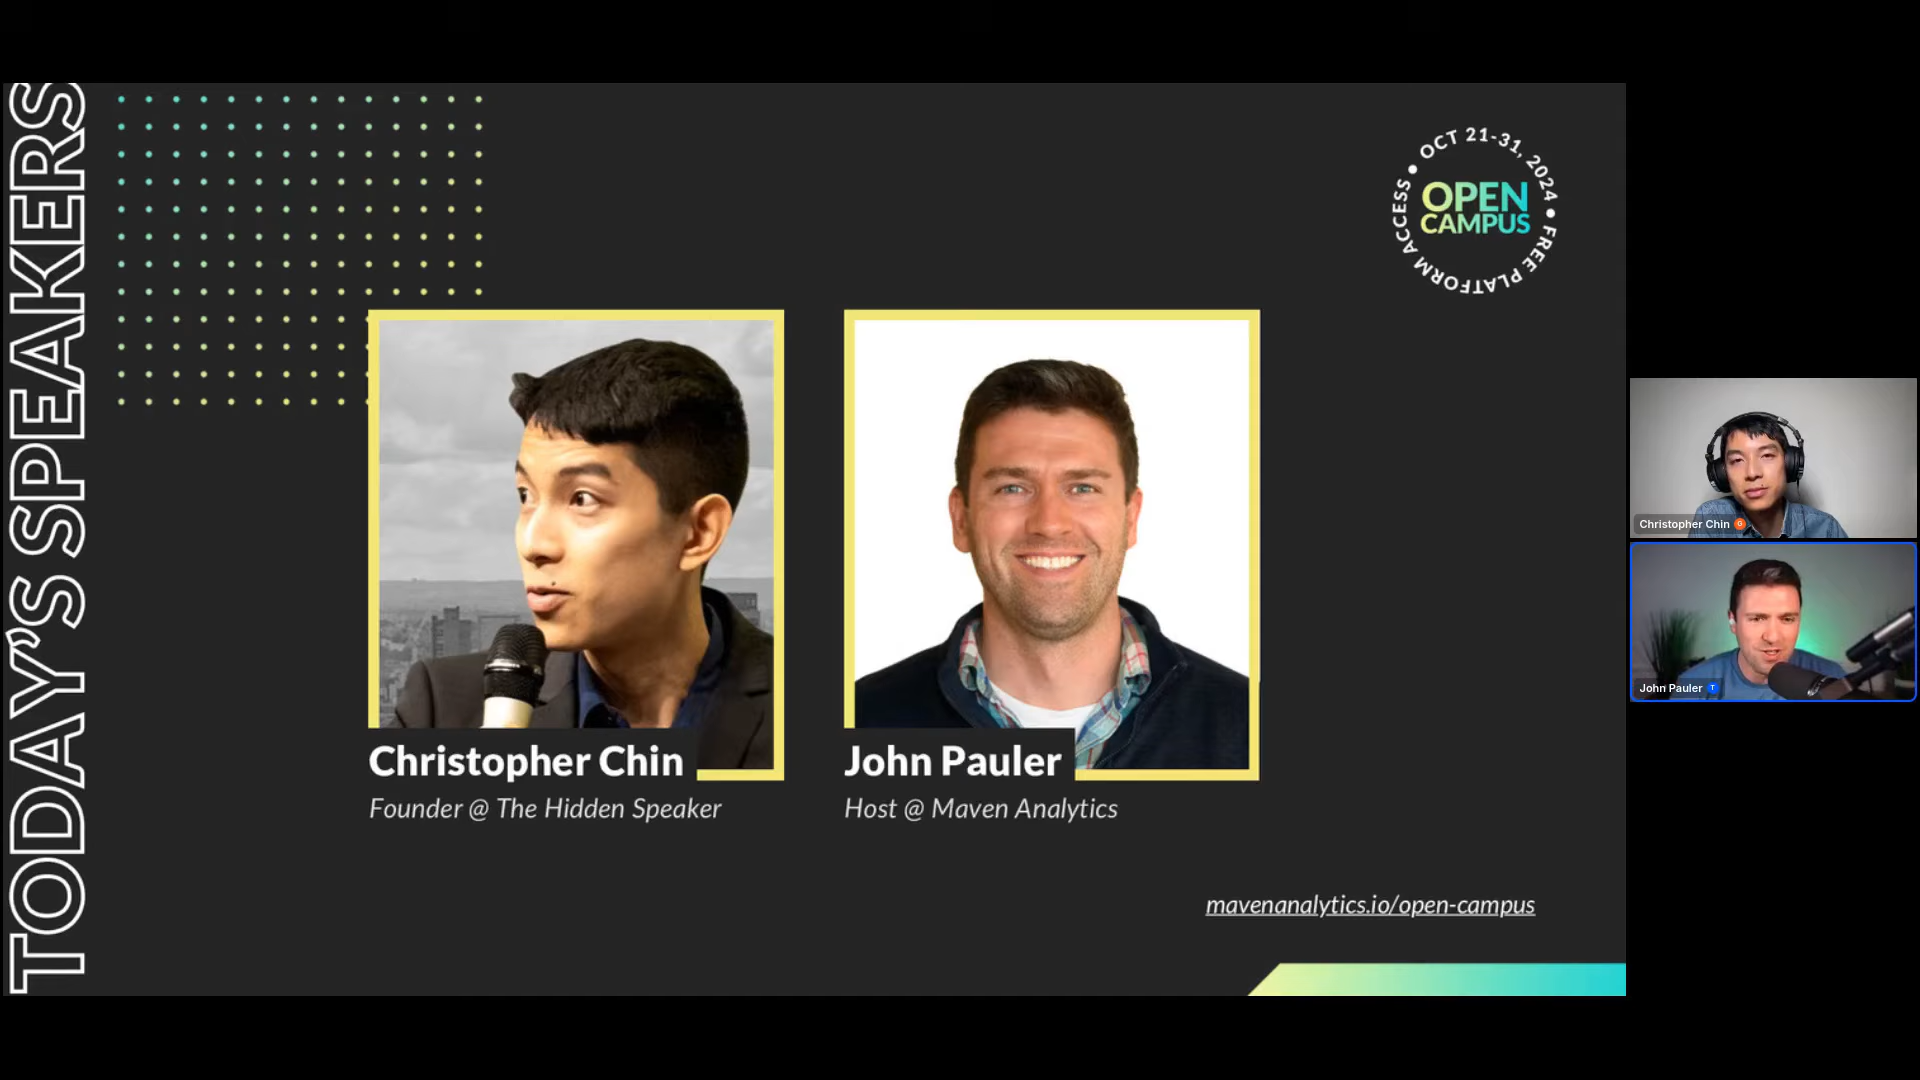 TODAY'S SPEAKERS
OCT 21-31, 2024 • FREE PLATFORM ACCESS •
OPEN
CAMPUS
Christopher Chin
Founder @ The Hidden Speaker
John Pauler
Host @ Maven Analytics
mavenanalytics.io/open-campus
Christopher Chin
John Pauler